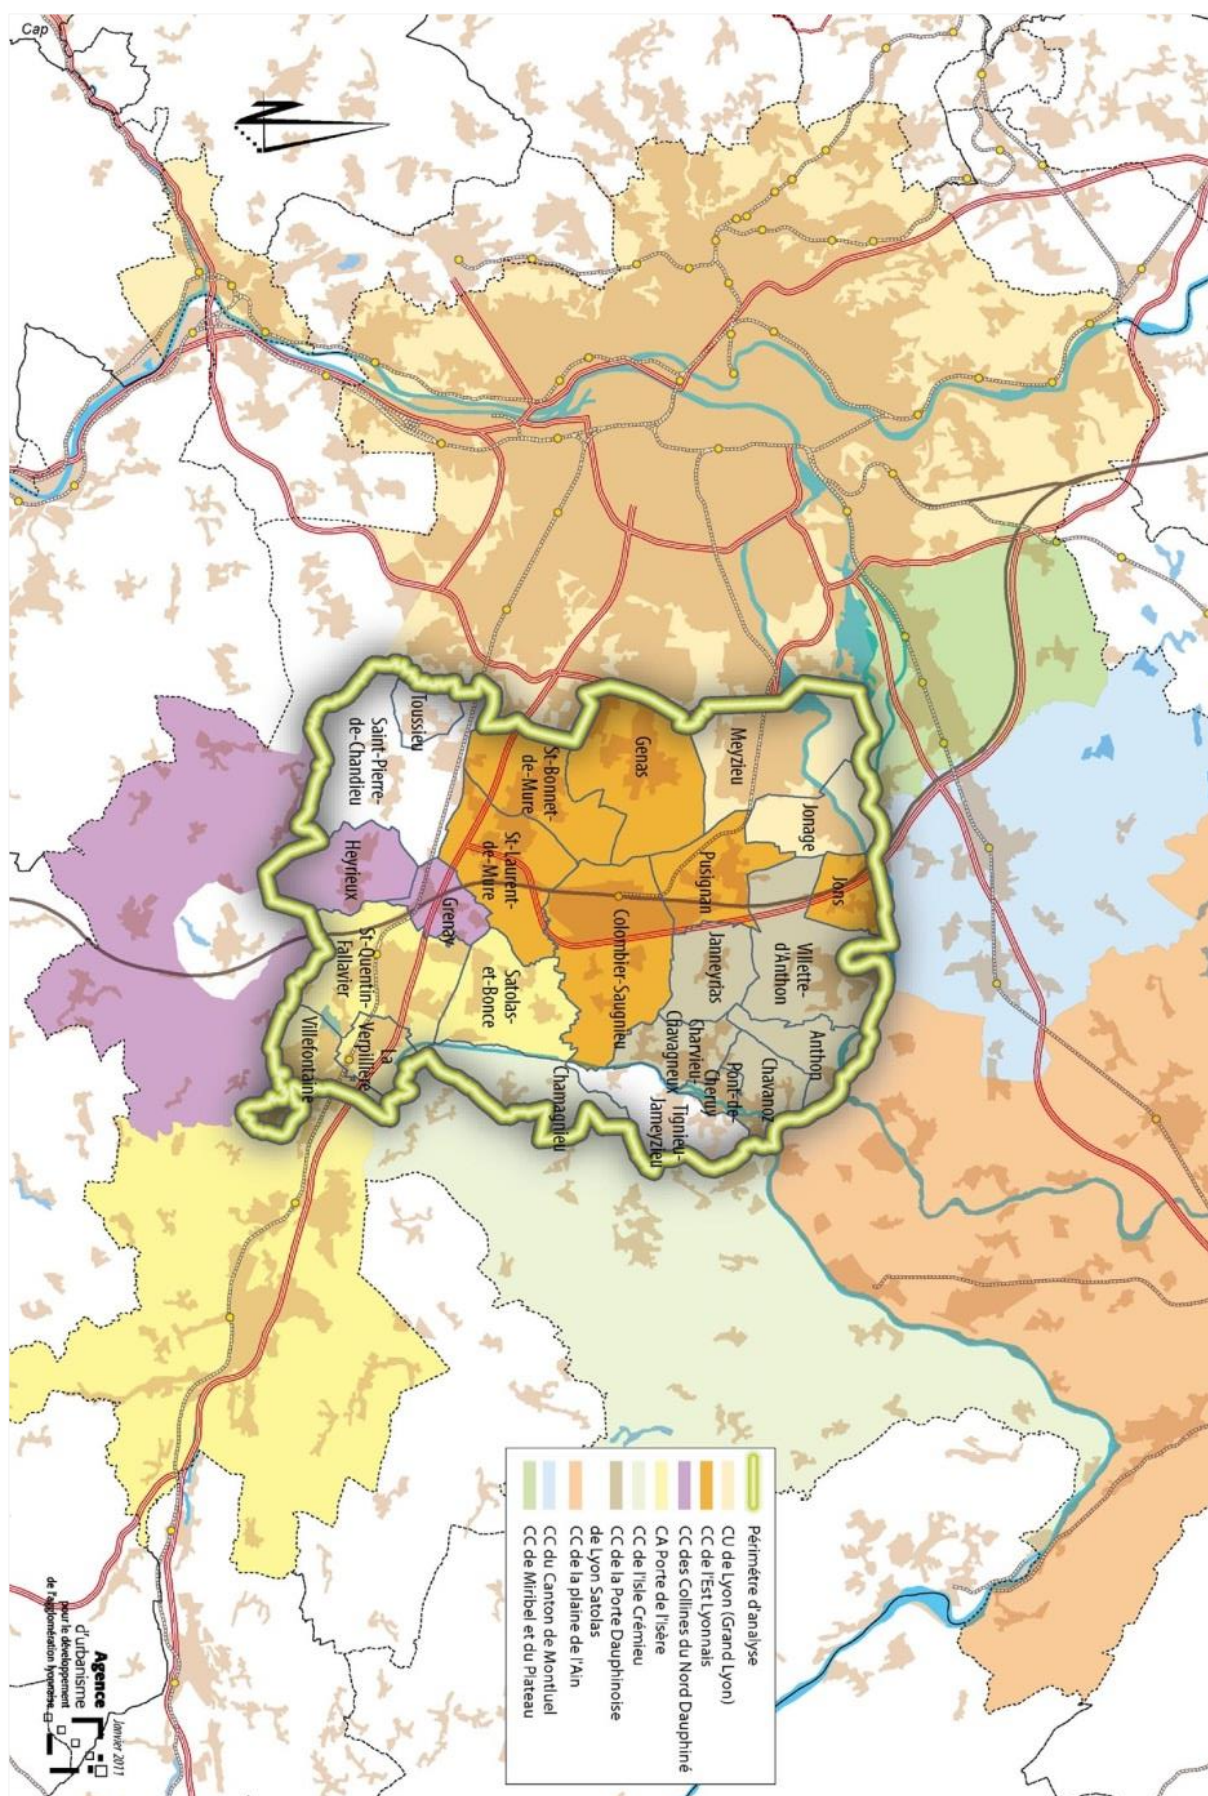 Cap
Jons
Jonage
Meyzieu
Villette-
d'Anthon
Anthon
Chavanoz
Pont-de-
Cheruy
Charvieu-
Chavagneux
Tignieu-
Jameyzieu
Janneyrias
Pusignan
Genas
Colombier-Saugnieu
Chamagnieu
St-Bonnet
de-Mure
St-Laurent-
de-Mure
Satolas-
et-Bonce
Grenay
Toussieu
Saint-Pierre-
de-Chandieu
Heyrieux
St-Quentin-
Fallavier
La
Verpillière
Villefontaine
Périmétre d'analyse
CU de Lyon (Grand Lyon)
CC de l'Est Lyonnais
CC des Collines du Nord Dauphiné
CA Porte de l'Isère
CC de l'Isle Crémieu
CC de la Porte Dauphinoise
de Lyon Satolas
CC de la plaine de l'Ain
CC du Canton de Montluel
CC de Miribel et du Plateau
Janvier 2011
Agence
d'urbanisme
pour le développement
de l'agglomération lyonnaise